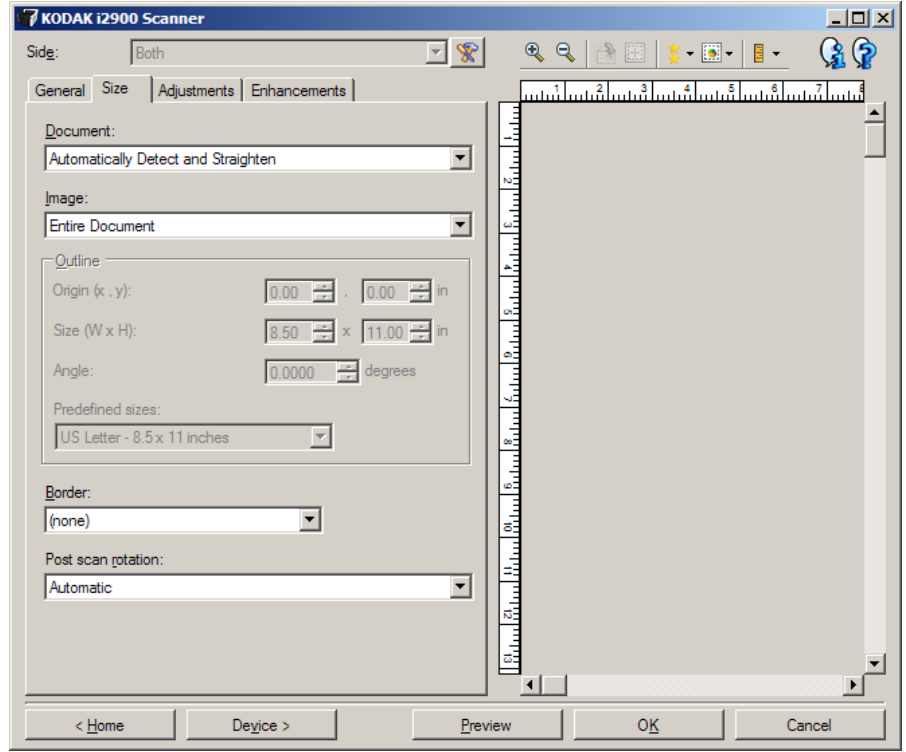 KODAK i2900 Scanner
Side: Both
General Size Adjustments Enhancements
1 2 3 4 5 6 7 8
Document:
Automatically Detect and Straighten
Image:
Entire Document
Outline
Origin (x , y): 0.00 , 0.00 in
Size (W x H): 8.50 x 11.00 in
Angle: 0.0000 degrees
Predefined sizes:
US Letter - 8.5 x 11 inches
Border:
(none)
Post scan rotation:
Automatic
1
2
3
4
5
6
7
8
9
10
11
12
13
< Home Device > Preview OK Cancel